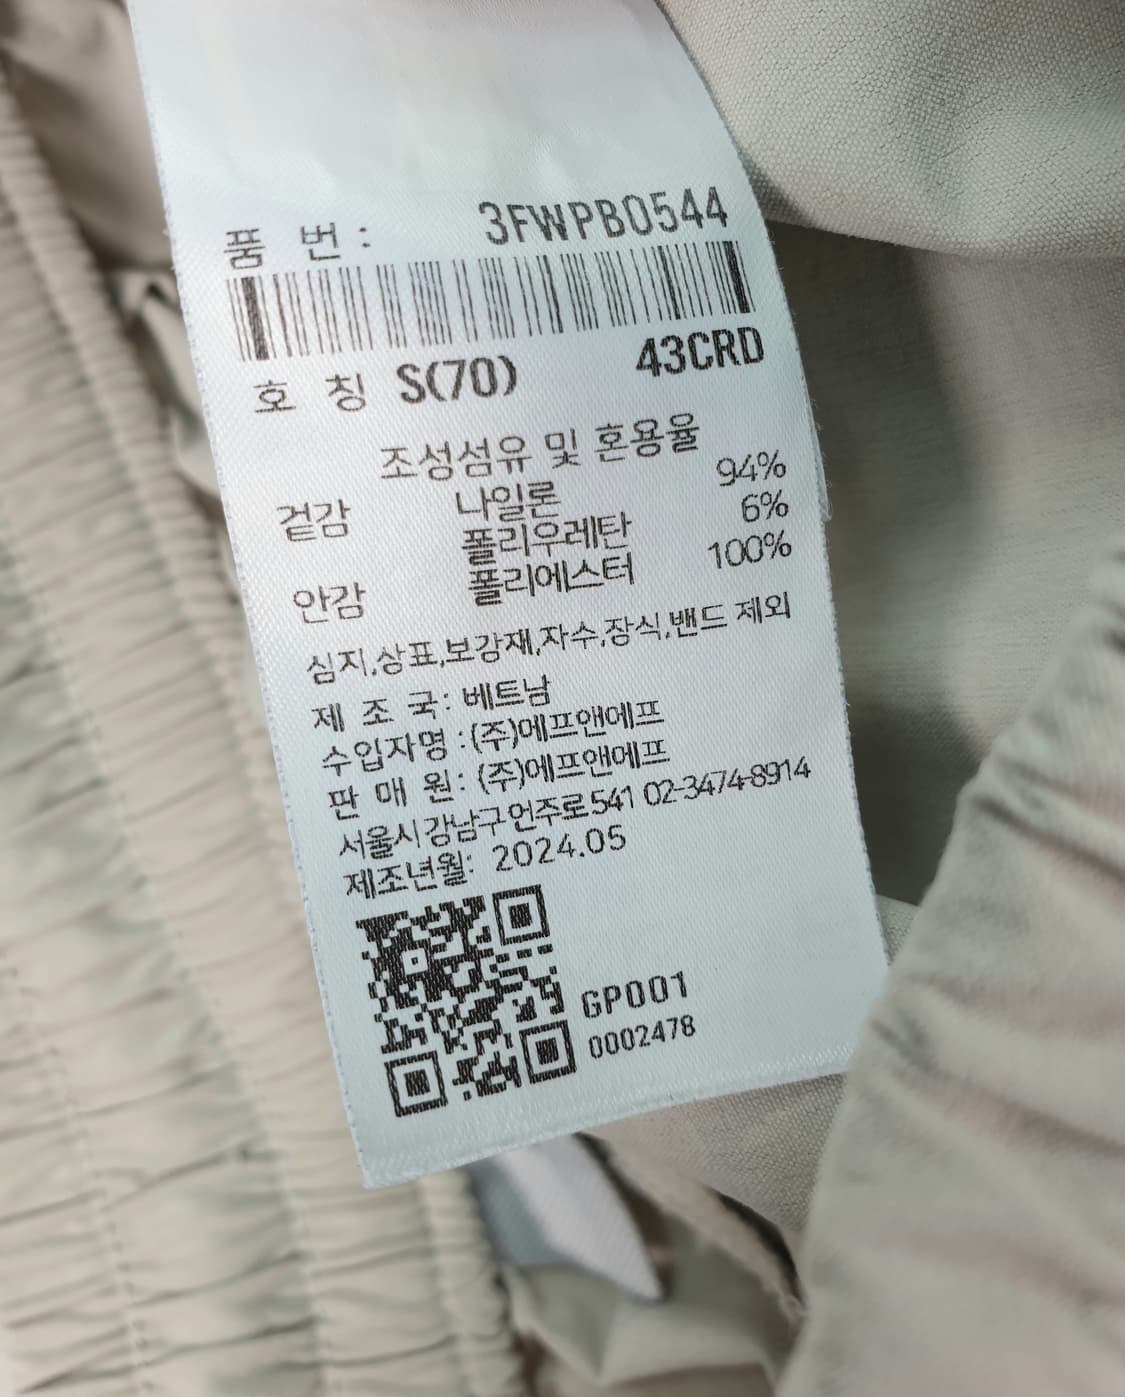 품 번 : 3FWPB0544
호 칭 S(70) 43CRD
조성섬유 및 혼용율
겉감 나일론 94%
폴리우레탄 6%
안감 폴리에스터 100%
심지,상표,보강재,자수,장식,밴드 제외
제 조 국: 베트남
수입자명 :(주)에프앤에프
판 매 원: (주)에프앤에프
서울시강남구언주로541 02-3474-8914
제조년월: 2024.05
GP001
0002478